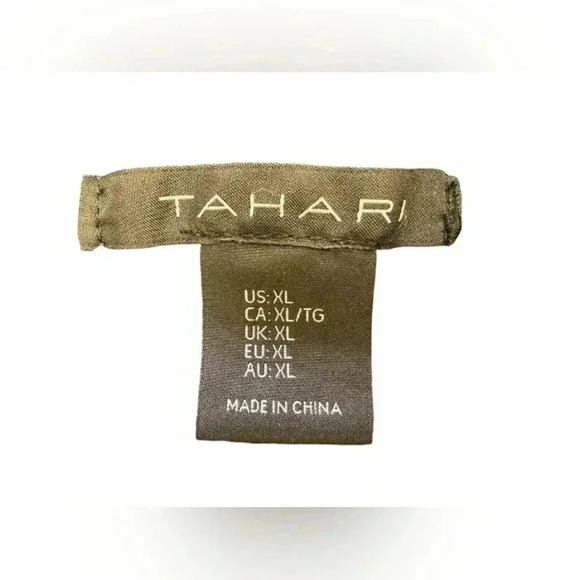 TAHARI
US: XL
CA: XL/TG
UK: XL
EU: XL
AU: XL
MADE IN CHINA